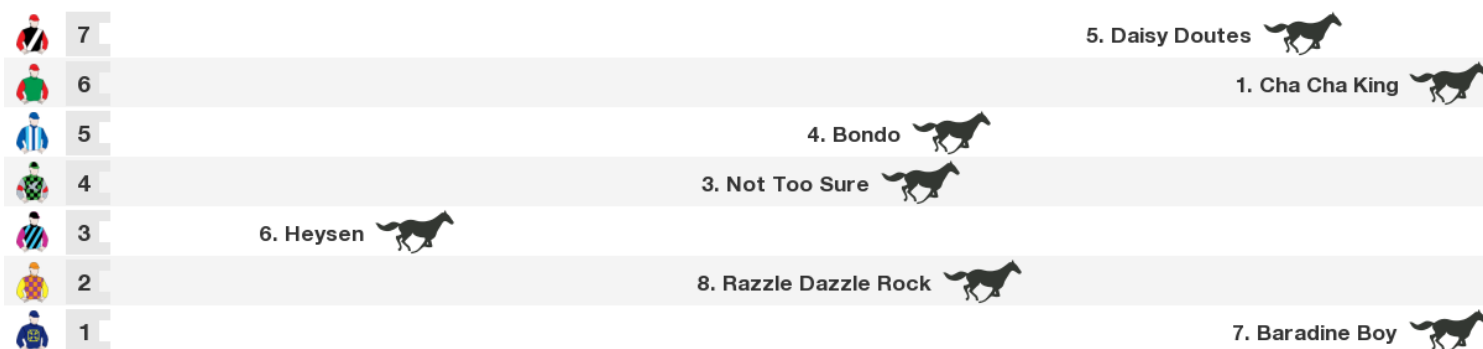 7 5. Daisy Doutes
6 1. Cha Cha King
5 4. Bondo
4 3. Not Too Sure
3 6. Heysen
2 8. Razzle Dazzle Rock
1 7. Baradine Boy